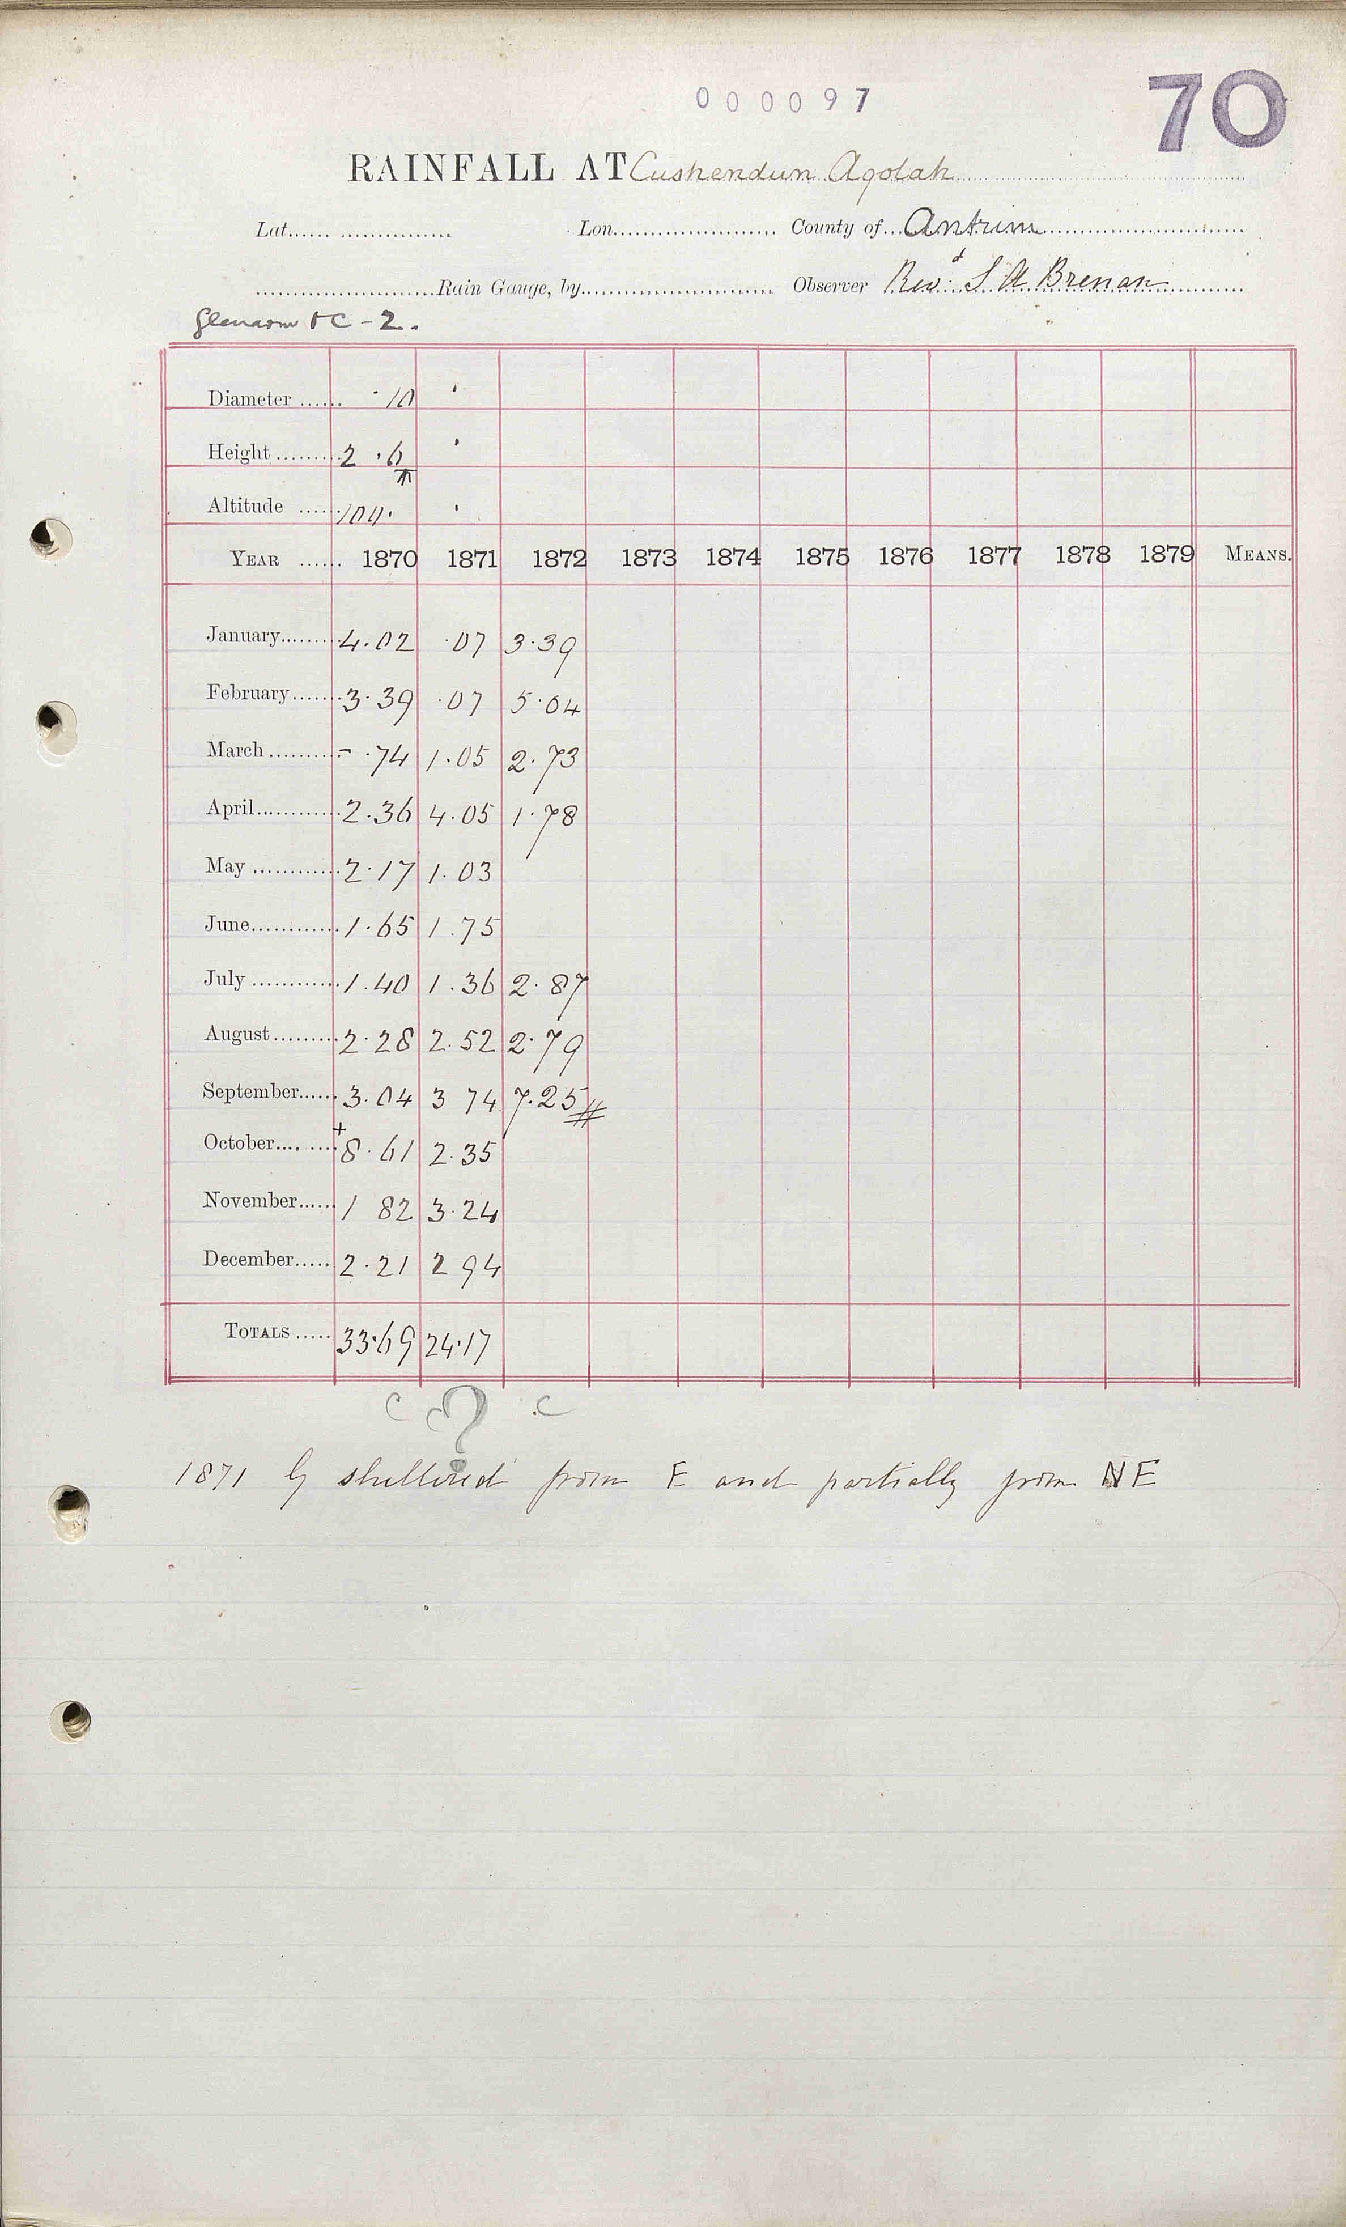 000097
70
RAINFALL AT Cushendun Agolah
Lat. Lon. County of Antrim
Rain Gauge, by Observer Revd S A Brenan
Glenarm + C - 2.
Diameter 10 '
Height 2 . 6 '
Altitude 100. '
YEAR 1870 1871 1872 1873 1874 1875 1876 1877 1878 1879 MEANS.
January 4.02 .07 3.39
February 3.39 .07 5.04
March - .74 1.05 2.73
April 2.36 4.05 1.78
May 2.17 1.03
June 1.65 1.75
July 1.40 1.36 2.87
August 2.28 2.52 2.79
September 3.04 3 74 7.25 #
October + 8.61 2.35
November 1 82 3.24
December 2.21 2 94
TOTALS 33.69 24.17
C C ? C
1871 G sheltered from E and partially from NE